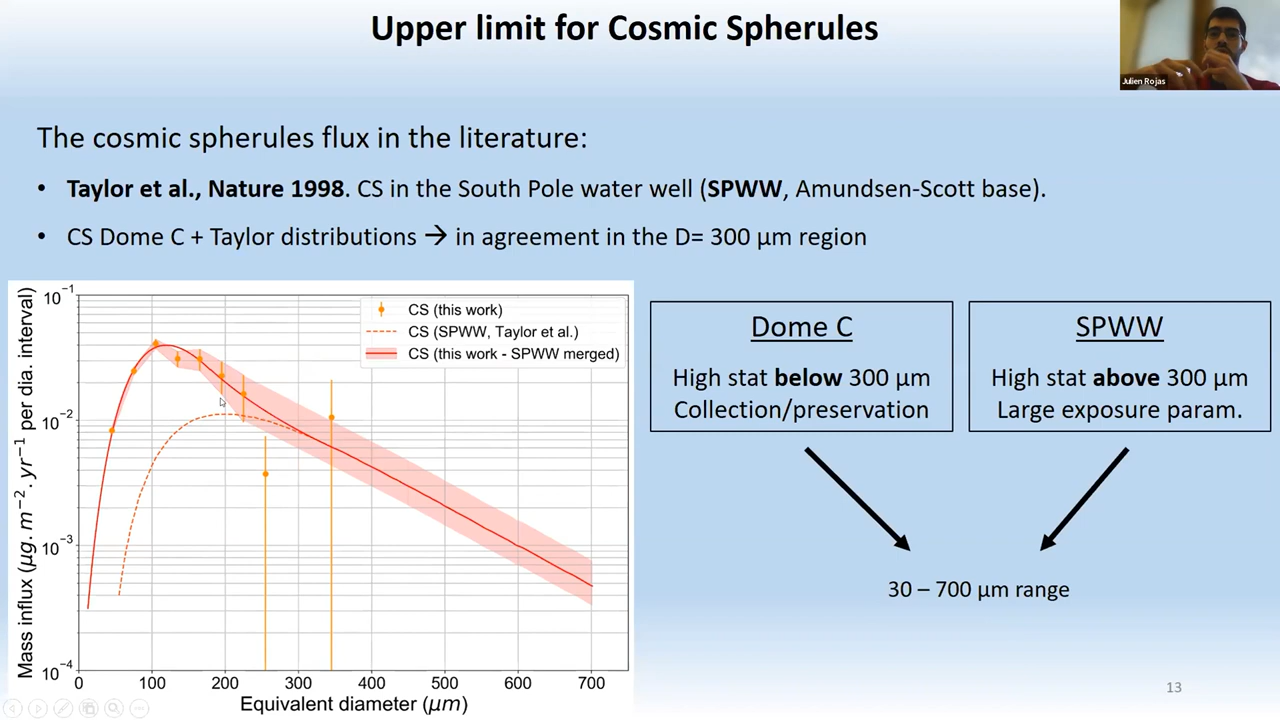 Upper limit for Cosmic Spherules
Julien Rojas
The cosmic spherules flux in the literature:
• Taylor et al., Nature 1998. CS in the South Pole water well (SPWW, Amundsen-Scott base).
• CS Dome C + Taylor distributions → in agreement in the D= 300 µm region
Mass influx (µg. m⁻². yr⁻¹ per dia. interval)
10⁻¹
10⁻²
10⁻³
10⁻⁴
CS (this work)
CS (SPWW, Taylor et al.)
CS (this work - SPWW merged)
0 100 200 300 400 500 600 700
Equivalent diameter (µm)
Dome C
High stat below 300 µm
Collection/preservation
SPWW
High stat above 300 µm
Large exposure param.
30 – 700 µm range
13